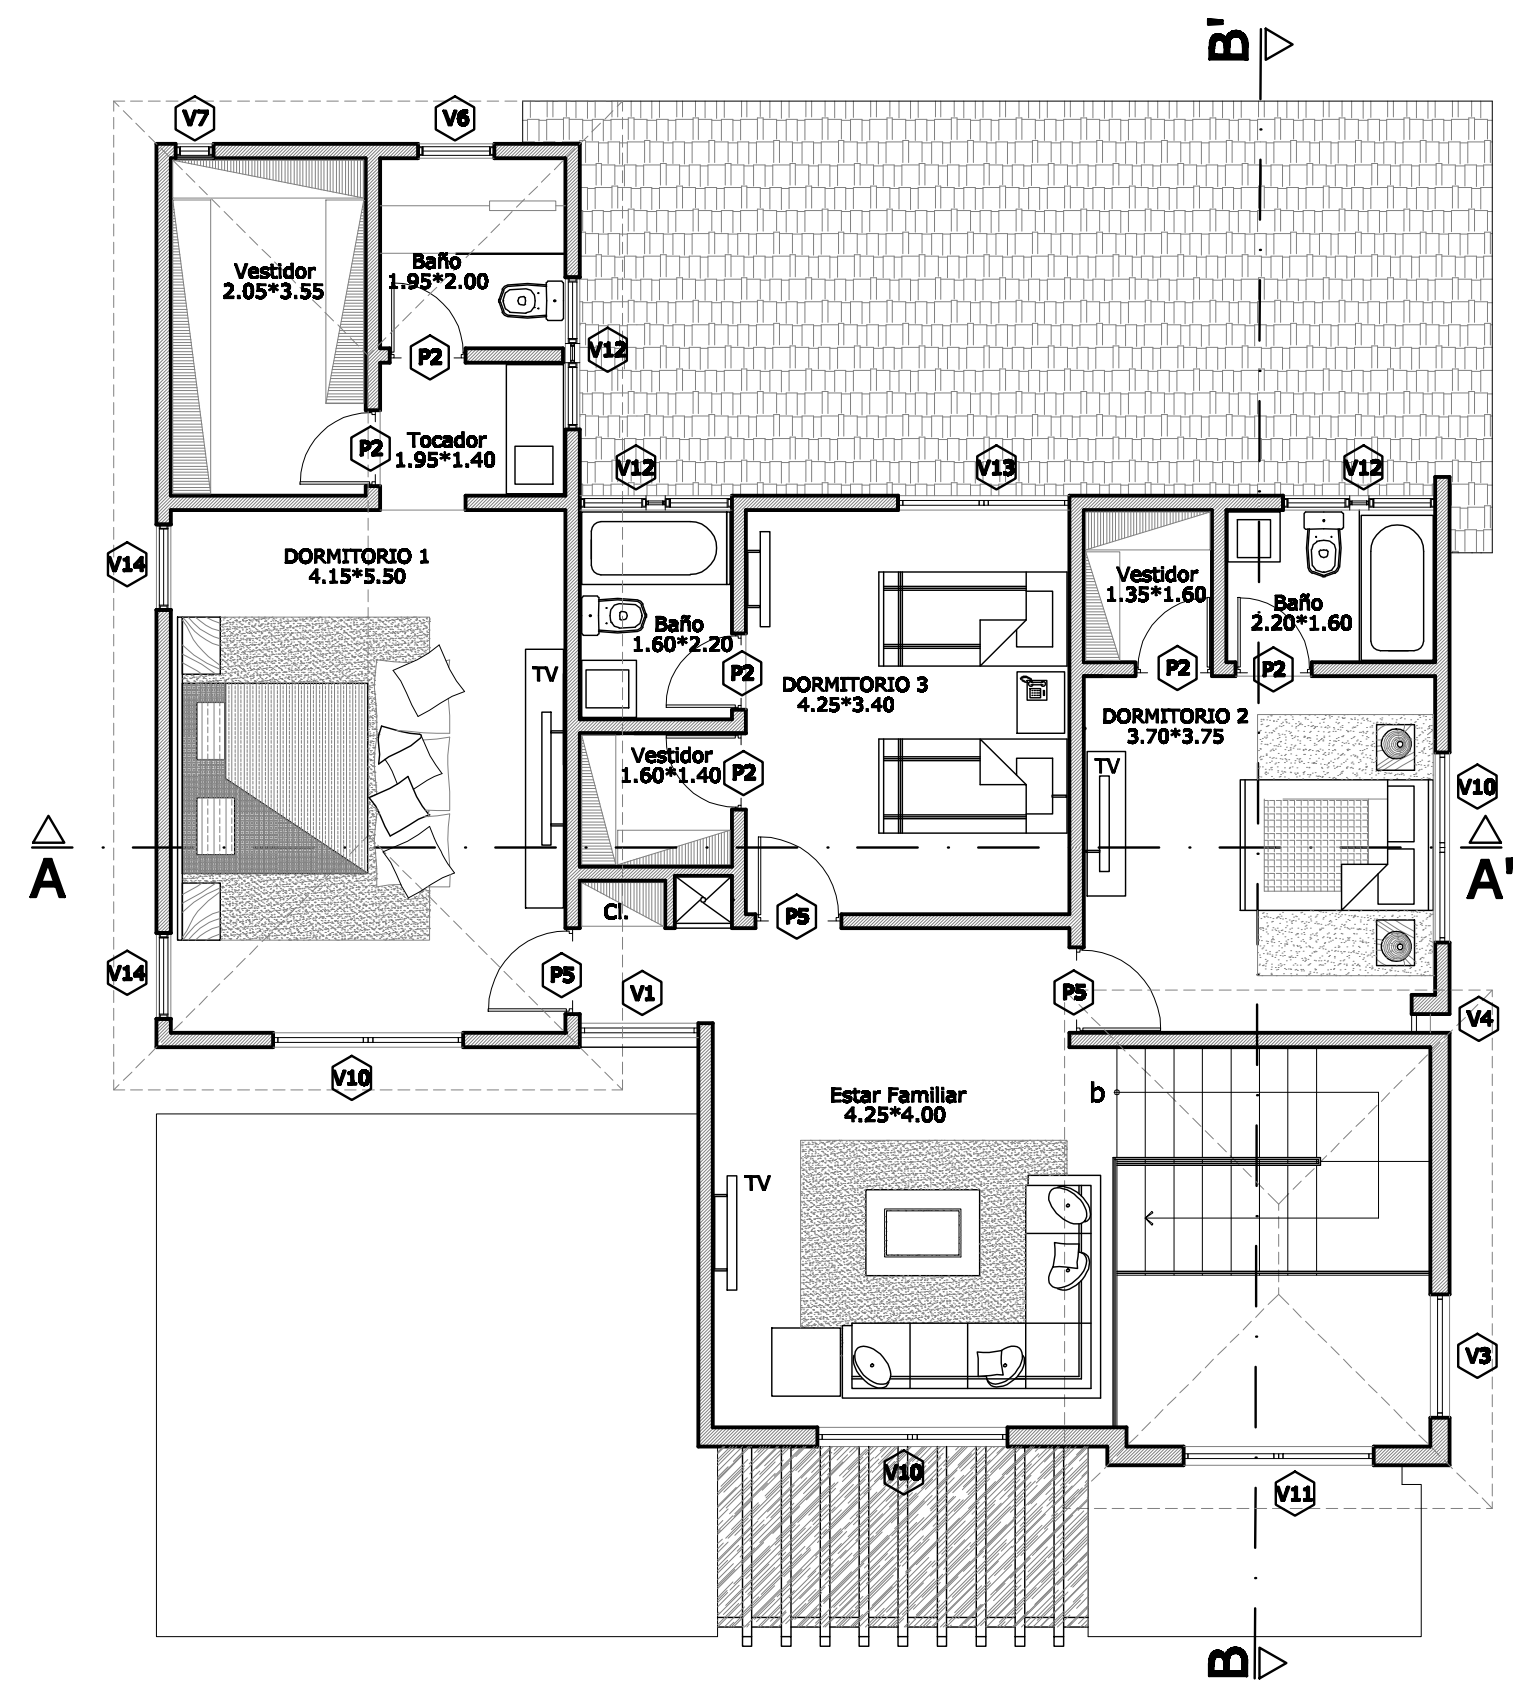 B'
V7
V6
Vestidor
2.05*3.55
Baño
1.95*2.00
P2
V12
P2
Tocador
1.95*1.40
V12
V13
V12
V14
DORMITORIO 1
4.15*5.50
Vestidor
1.35*1.60
Baño
2.20*1.60
Baño
1.60*2.20
P2
P2
P2
TV
DORMITORIO 3
4.25*3.40
DORMITORIO 2
3.70*3.75
Vestidor
1.60*1.40
P2
TV
V10
A
A'
Cl.
P5
V14
P5
V1
P5
V4
V10
Estar Familiar
4.25*4.00
b
TV
V3
V10
V11
B